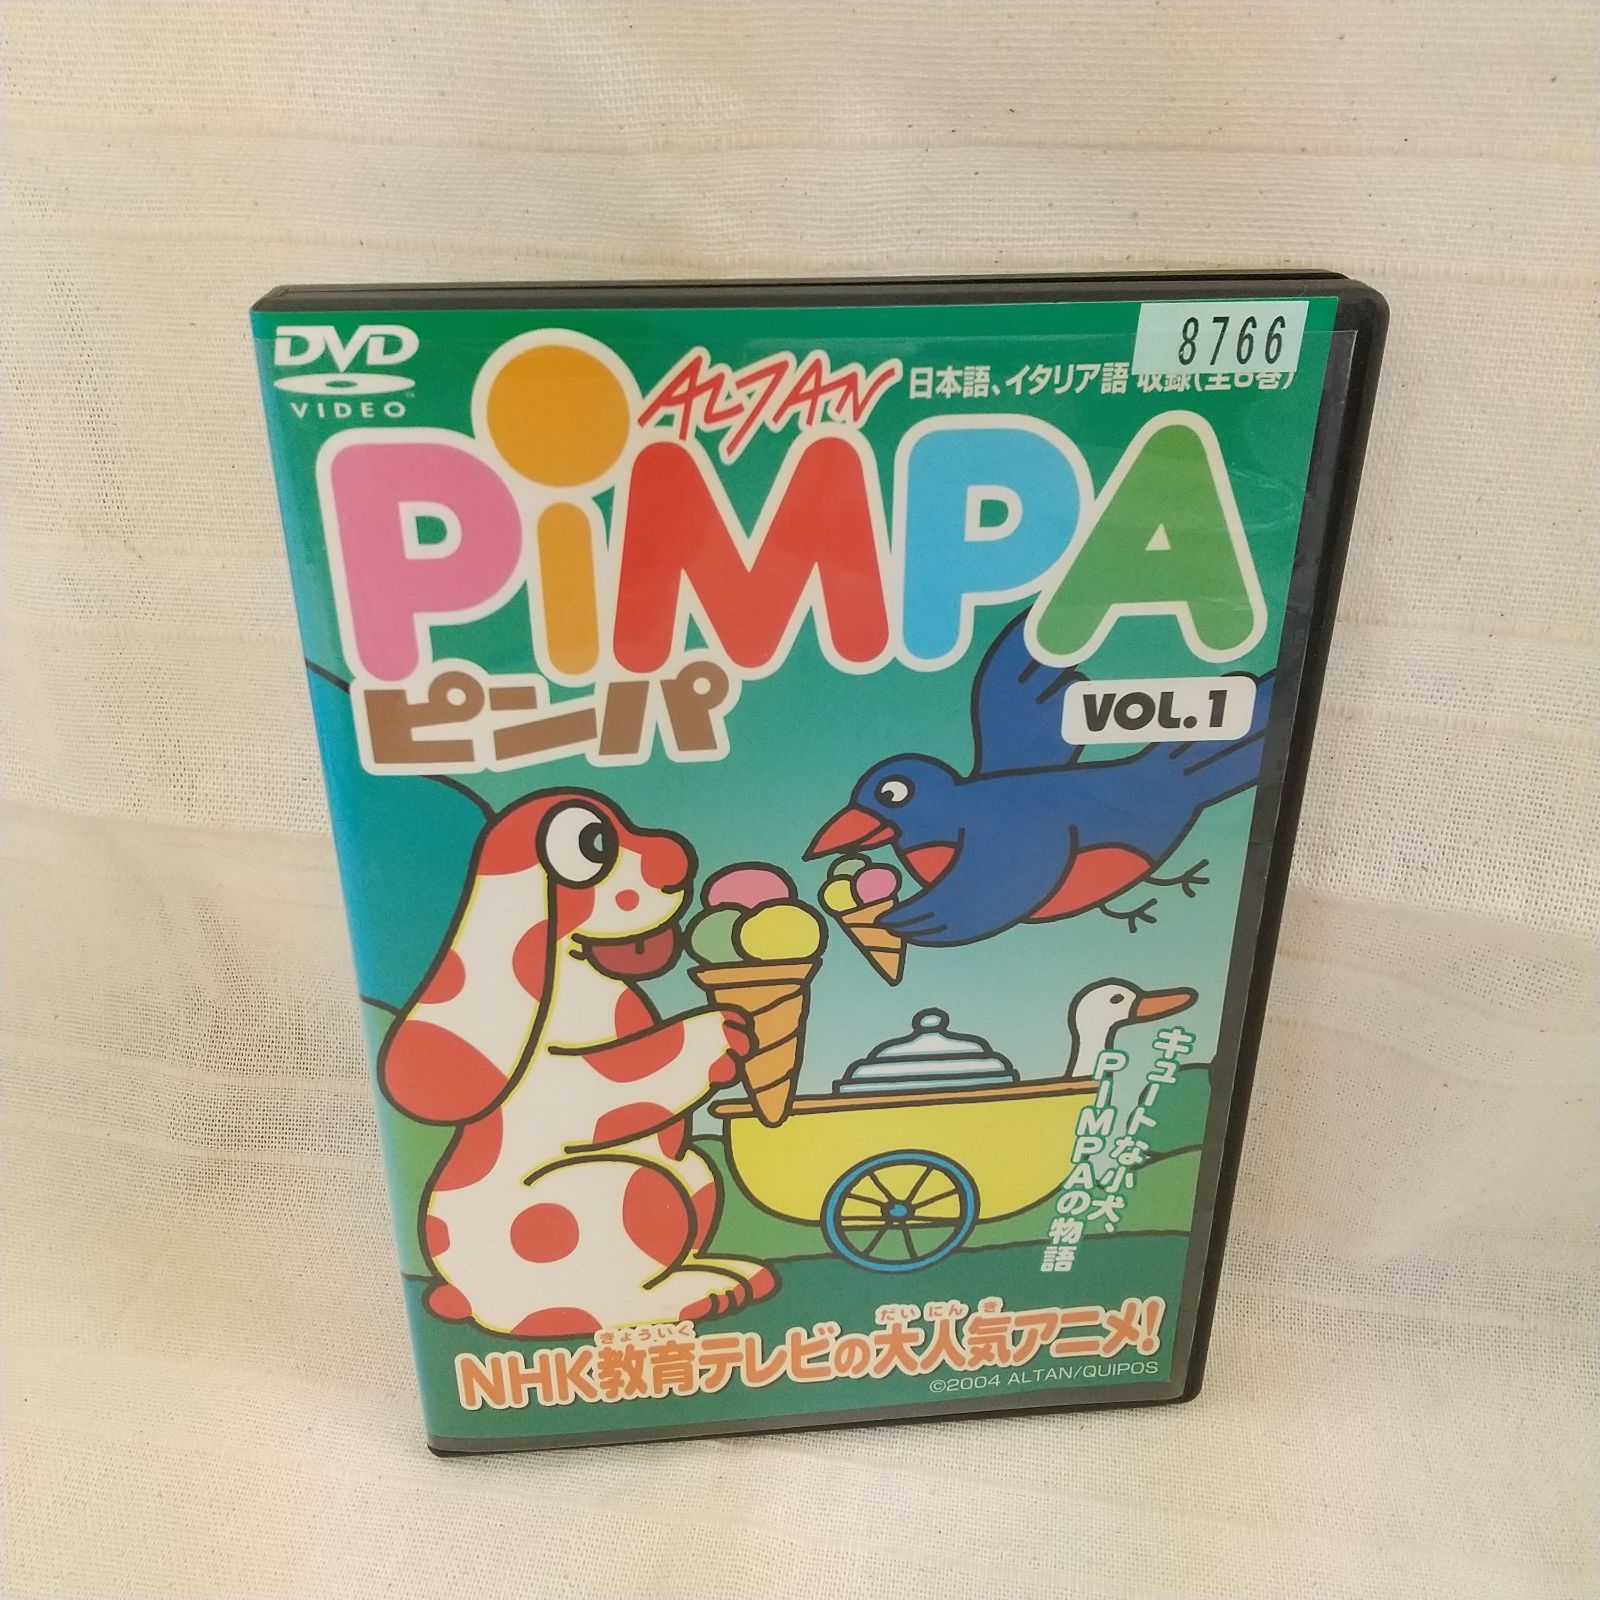 DVD
VIDEO
ALTAN
日本語、イタリア語 収録(全6巻)
8766
PiMPA
ピンパ
VOL.1
キュートな小犬、
PIMPAの物語
きょういく だいにんき
NHK教育テレビの大人気アニメ!
©2004 ALTAN/QUIPOS